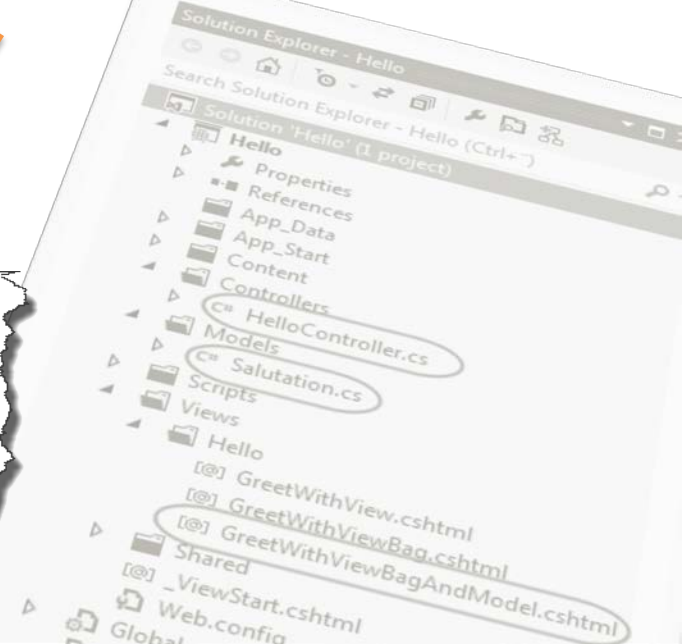 Solution Explorer - Hello
Search Solution Explorer - Hello (Ctrl+¨)
Solution 'Hello' (1 project)
Hello
Properties
References
App_Data
App_Start
Content
Controllers
C# HelloController.cs
Models
C# Salutation.cs
Scripts
Views
Hello
[@] GreetWithView.cshtml
[@] GreetWithViewBag.cshtml
[@] GreetWithViewBagAndModel.cshtml
Shared
[@] _ViewStart.cshtml
Web.config
Global